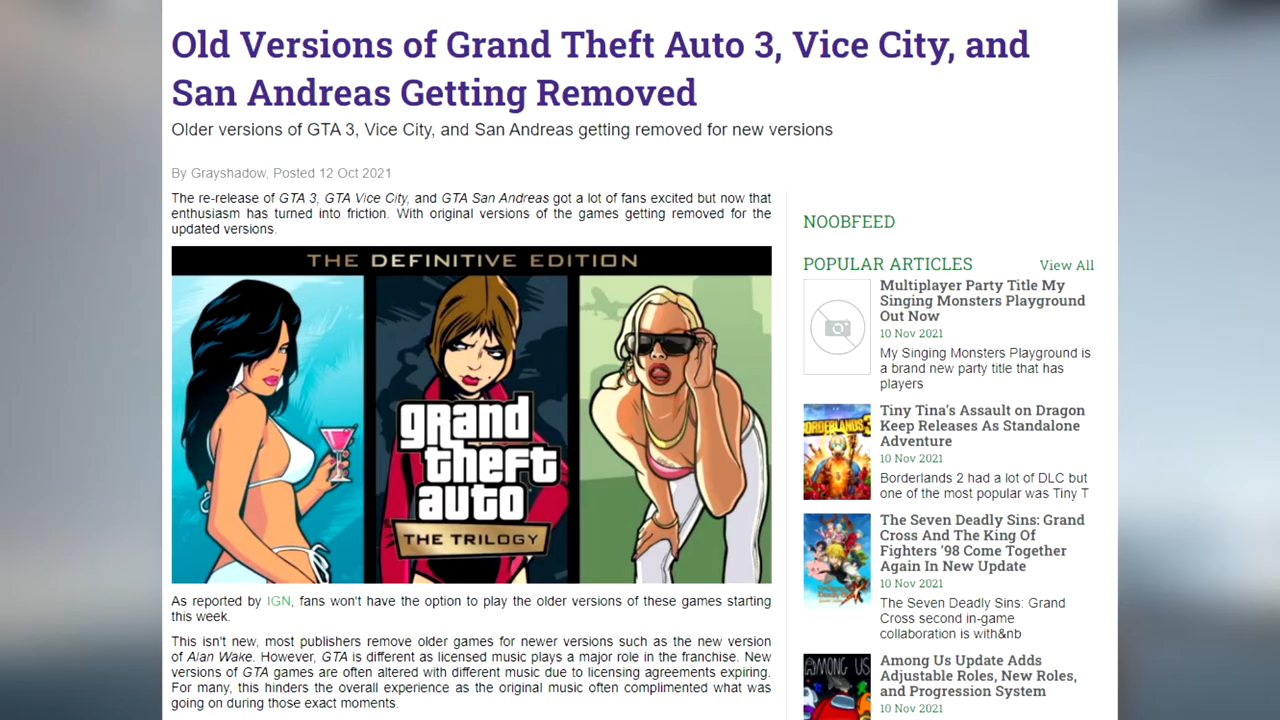 Old Versions of Grand Theft Auto 3, Vice City, and
San Andreas Getting Removed
Older versions of GTA 3, Vice City, and San Andreas getting removed for new versions
By Grayshadow, Posted 12 Oct 2021
The re-release of GTA 3, GTA Vice City, and GTA San Andreas got a lot of fans excited but now that
enthusiasm has turned into friction. With original versions of the games getting removed for the
updated versions.
THE DEFINITIVE EDITION
grand
theft
auto
THE TRILOGY
As reported by IGN, fans won't have the option to play the older versions of these games starting
this week.
This isn't new, most publishers remove older games for newer versions such as the new version
of Alan Wake. However, GTA is different as licensed music plays a major role in the franchise. New
versions of GTA games are often altered with different music due to licensing agreements expiring.
For many, this hinders the overall experience as the original music often complimented what was
going on during those exact moments.
NOOBFEED
POPULAR ARTICLES View All
Multiplayer Party Title My
Singing Monsters Playground
Out Now
10 Nov 2021
My Singing Monsters Playground is
a brand new party title that has
players
BORDERLANDS 3
Tiny Tina's Assault on Dragon
Keep Releases As Standalone
Adventure
10 Nov 2021
Borderlands 2 had a lot of DLC but
one of the most popular was Tiny T
The Seven Deadly Sins: Grand
Cross And The King Of
Fighters '98 Come Together
Again In New Update
10 Nov 2021
The Seven Deadly Sins: Grand
Cross second in-game
collaboration is with&nb
AMONG US
Among Us Update Adds
Adjustable Roles, New Roles,
and Progression System
10 Nov 2021